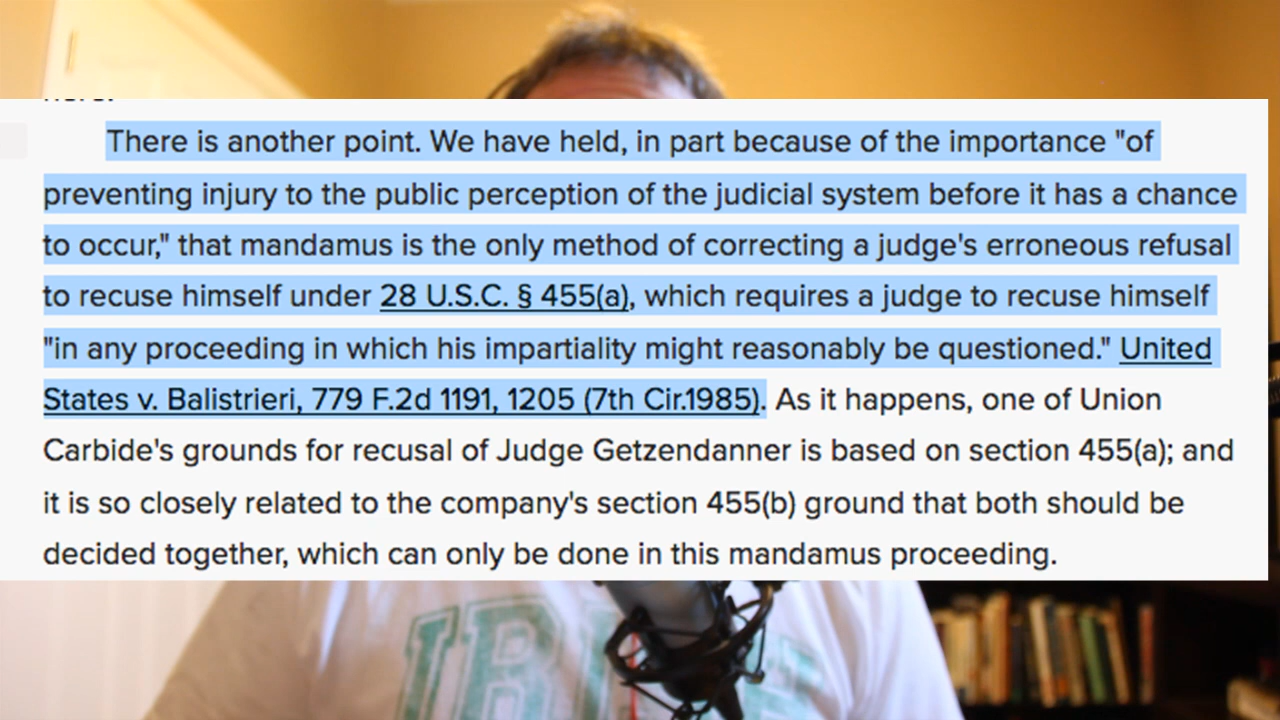 There is another point. We have held, in part because of the importance "of
preventing injury to the public perception of the judicial system before it has a chance
to occur," that mandamus is the only method of correcting a judge's erroneous refusal
to recuse himself under 28 U.S.C. § 455(a), which requires a judge to recuse himself
"in any proceeding in which his impartiality might reasonably be questioned." United
States v. Balistrieri, 779 F.2d 1191, 1205 (7th Cir.1985). As it happens, one of Union
Carbide's grounds for recusal of Judge Getzendanner is based on section 455(a); and
it is so closely related to the company's section 455(b) ground that both should be
decided together, which can only be done in this mandamus proceeding.